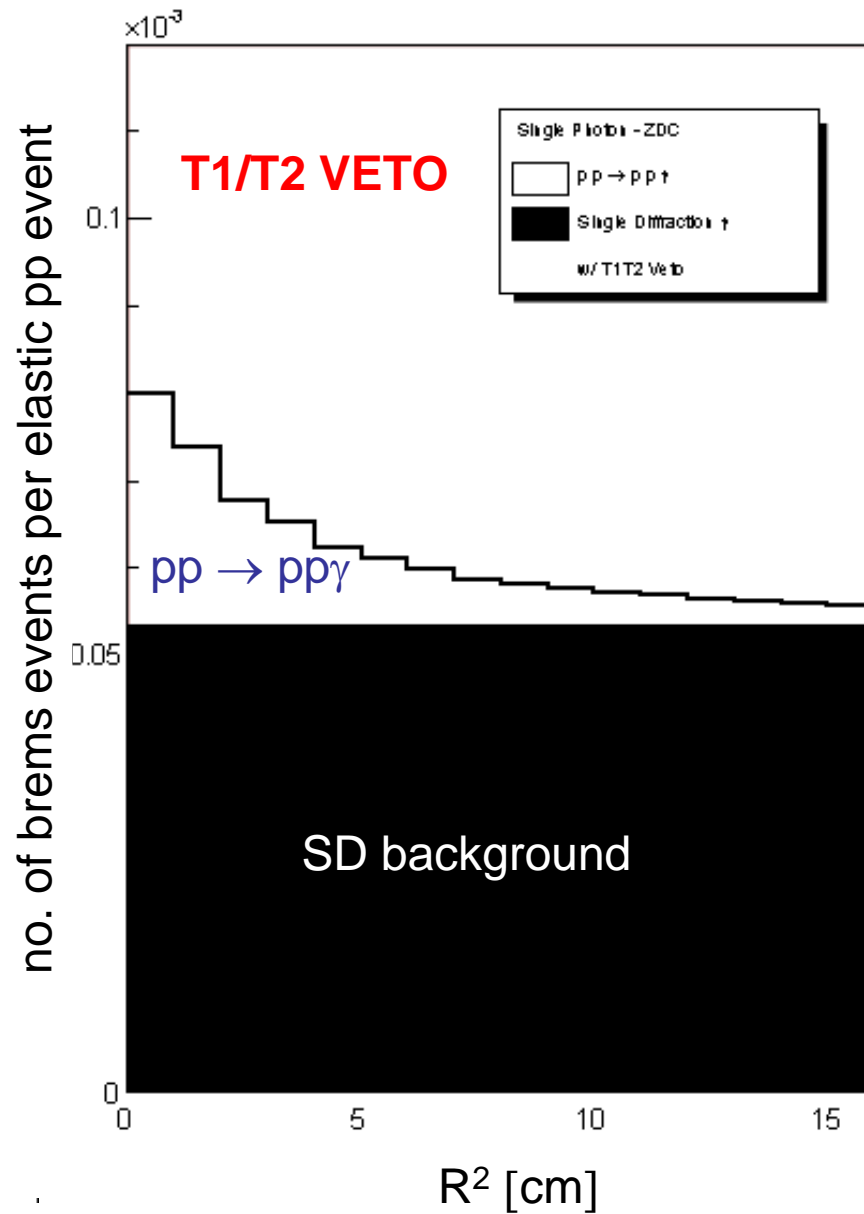 ×10⁻³
no. of brems events per elastic pp event
T1/T2 VETO
Single Photon - ZDC
pp → pp γ
Single Diffraction γ
w/ T1T2 Veto
0.1
pp → ppγ
0.05
SD background
0
0 5 10 15
R² [cm]